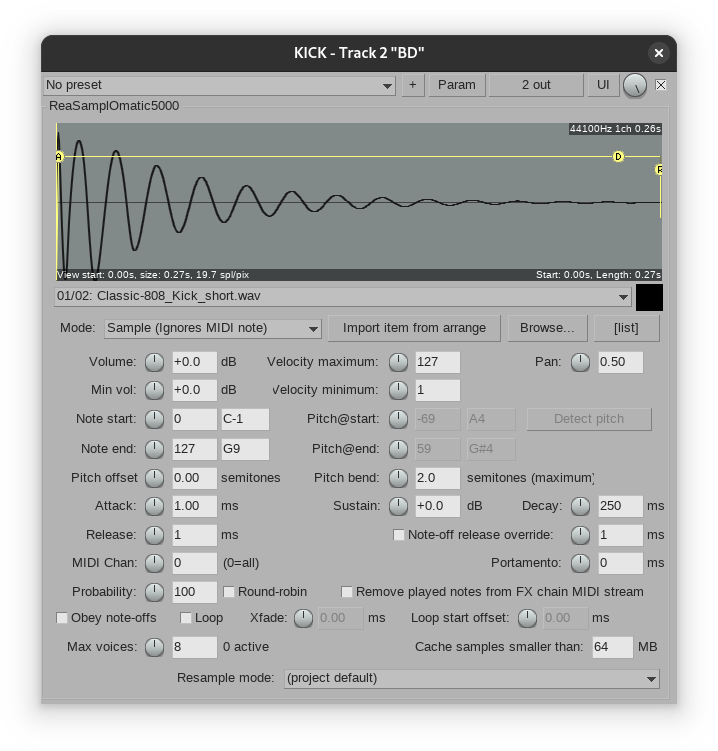 KICK - Track 2 "BD"
No preset + Param 2 out UI
ReaSamplOmatic5000
44100Hz 1ch 0.26s
A D R
View start: 0.00s, size: 0.27s, 19.7 spl/pix Start: 0.00s, Length: 0.27s
01/02: Classic-808_Kick_short.wav
Mode: Sample (Ignores MIDI note) Import item from arrange Browse... [list]
Volume: +0.0 dB Velocity maximum: 127 Pan: 0.50
Min vol: +0.0 dB Velocity minimum: 1
Note start: 0 C-1 Pitch@start: -69 A4 Detect pitch
Note end: 127 G9 Pitch@end: 59 G#4
Pitch offset 0.00 semitones Pitch bend: 2.0 semitones (maximum)
Attack: 1.00 ms Sustain: +0.0 dB Decay: 250 ms
Release: 1 ms Note-off release override: 1 ms
MIDI Chan: 0 (0=all) Portamento: 0 ms
Probability: 100 Round-robin Remove played notes from FX chain MIDI stream
Obey note-offs Loop Xfade: 0.00 ms Loop start offset: 0.00 ms
Max voices: 8 0 active Cache samples smaller than: 64 MB
Resample mode: (project default)